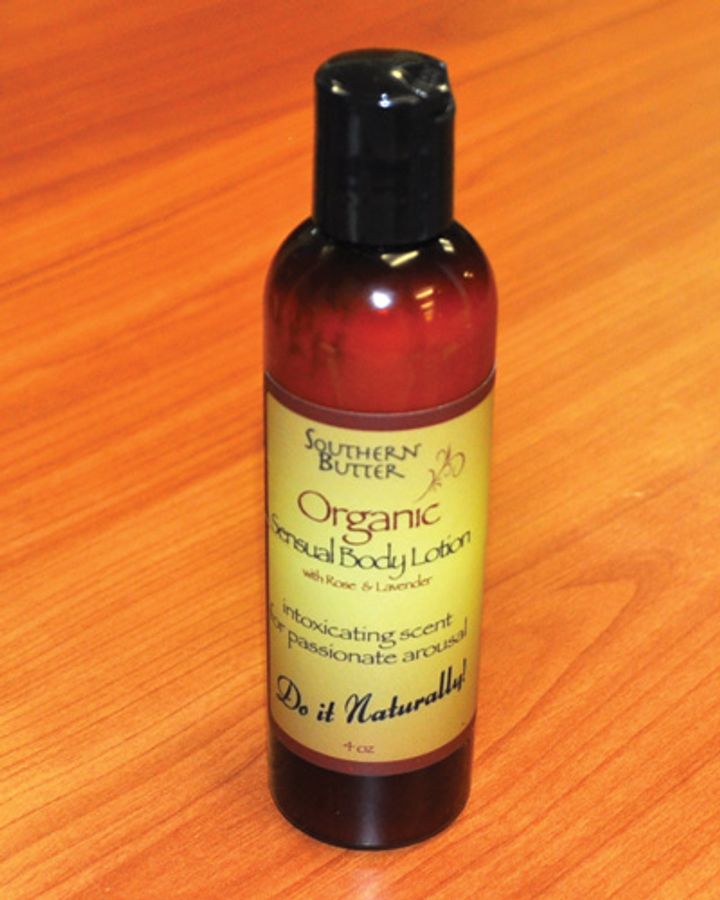 SOUTHERN
BUTTER
Organic
Sensual Body Lotion
with Rose & Lavender
intoxicating scent
for passionate arousal
Do it Naturally!
4 oz